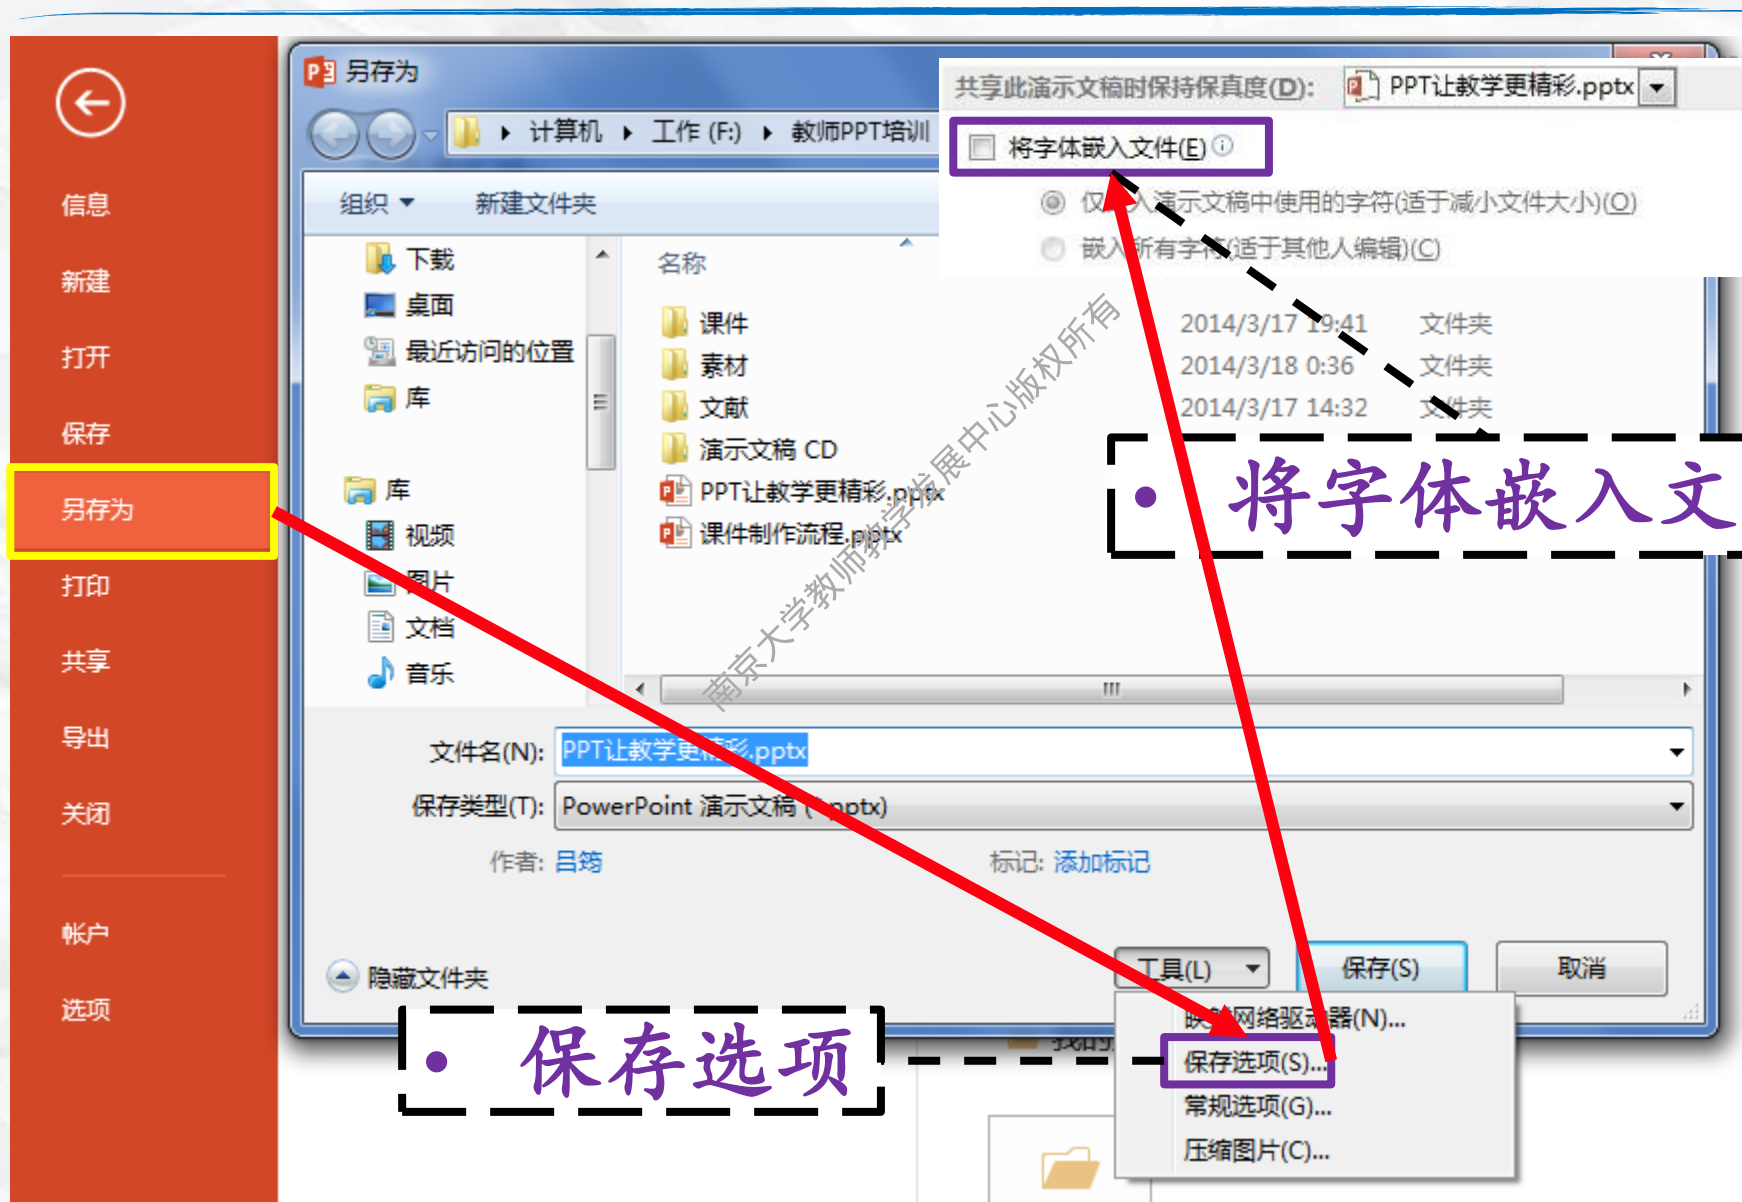 另存为
共享此演示文稿时保持保真度(D): PPT让教学更精彩.pptx
计算机 工作 (F:) 教师PPT培训
将字体嵌入文件(E)
组织 新建文件夹
仅 入演示文稿中使用的字符(适于减小文件大小)(O)
嵌入所有字符(适于其他人编辑)(C)
信息
新建
打开
保存
另存为
打印
共享
导出
关闭
帐户
选项
下载
桌面
最近访问的位置
库
库
视频
图片
文档
音乐
名称
课件 2014/3/17 19:41 文件夹
素材 2014/3/18 0:36 文件夹
文献 2014/3/17 14:32 文件夹
演示文稿 CD
PPT让教学更精彩.pptx
课件制作流程.pptx
南京大学教师教学发展中心版权所有
• 将字体嵌入文
文件名(N): PPT让教学更精彩.pptx
保存类型(T): PowerPoint 演示文稿 (*.pptx)
作者: 吕筠 标记: 添加标记
隐藏文件夹 工具(L) 保存(S) 取消
映射网络驱动器(N)...
• 保存选项
保存选项(S)...
常规选项(G)...
压缩图片(C)...